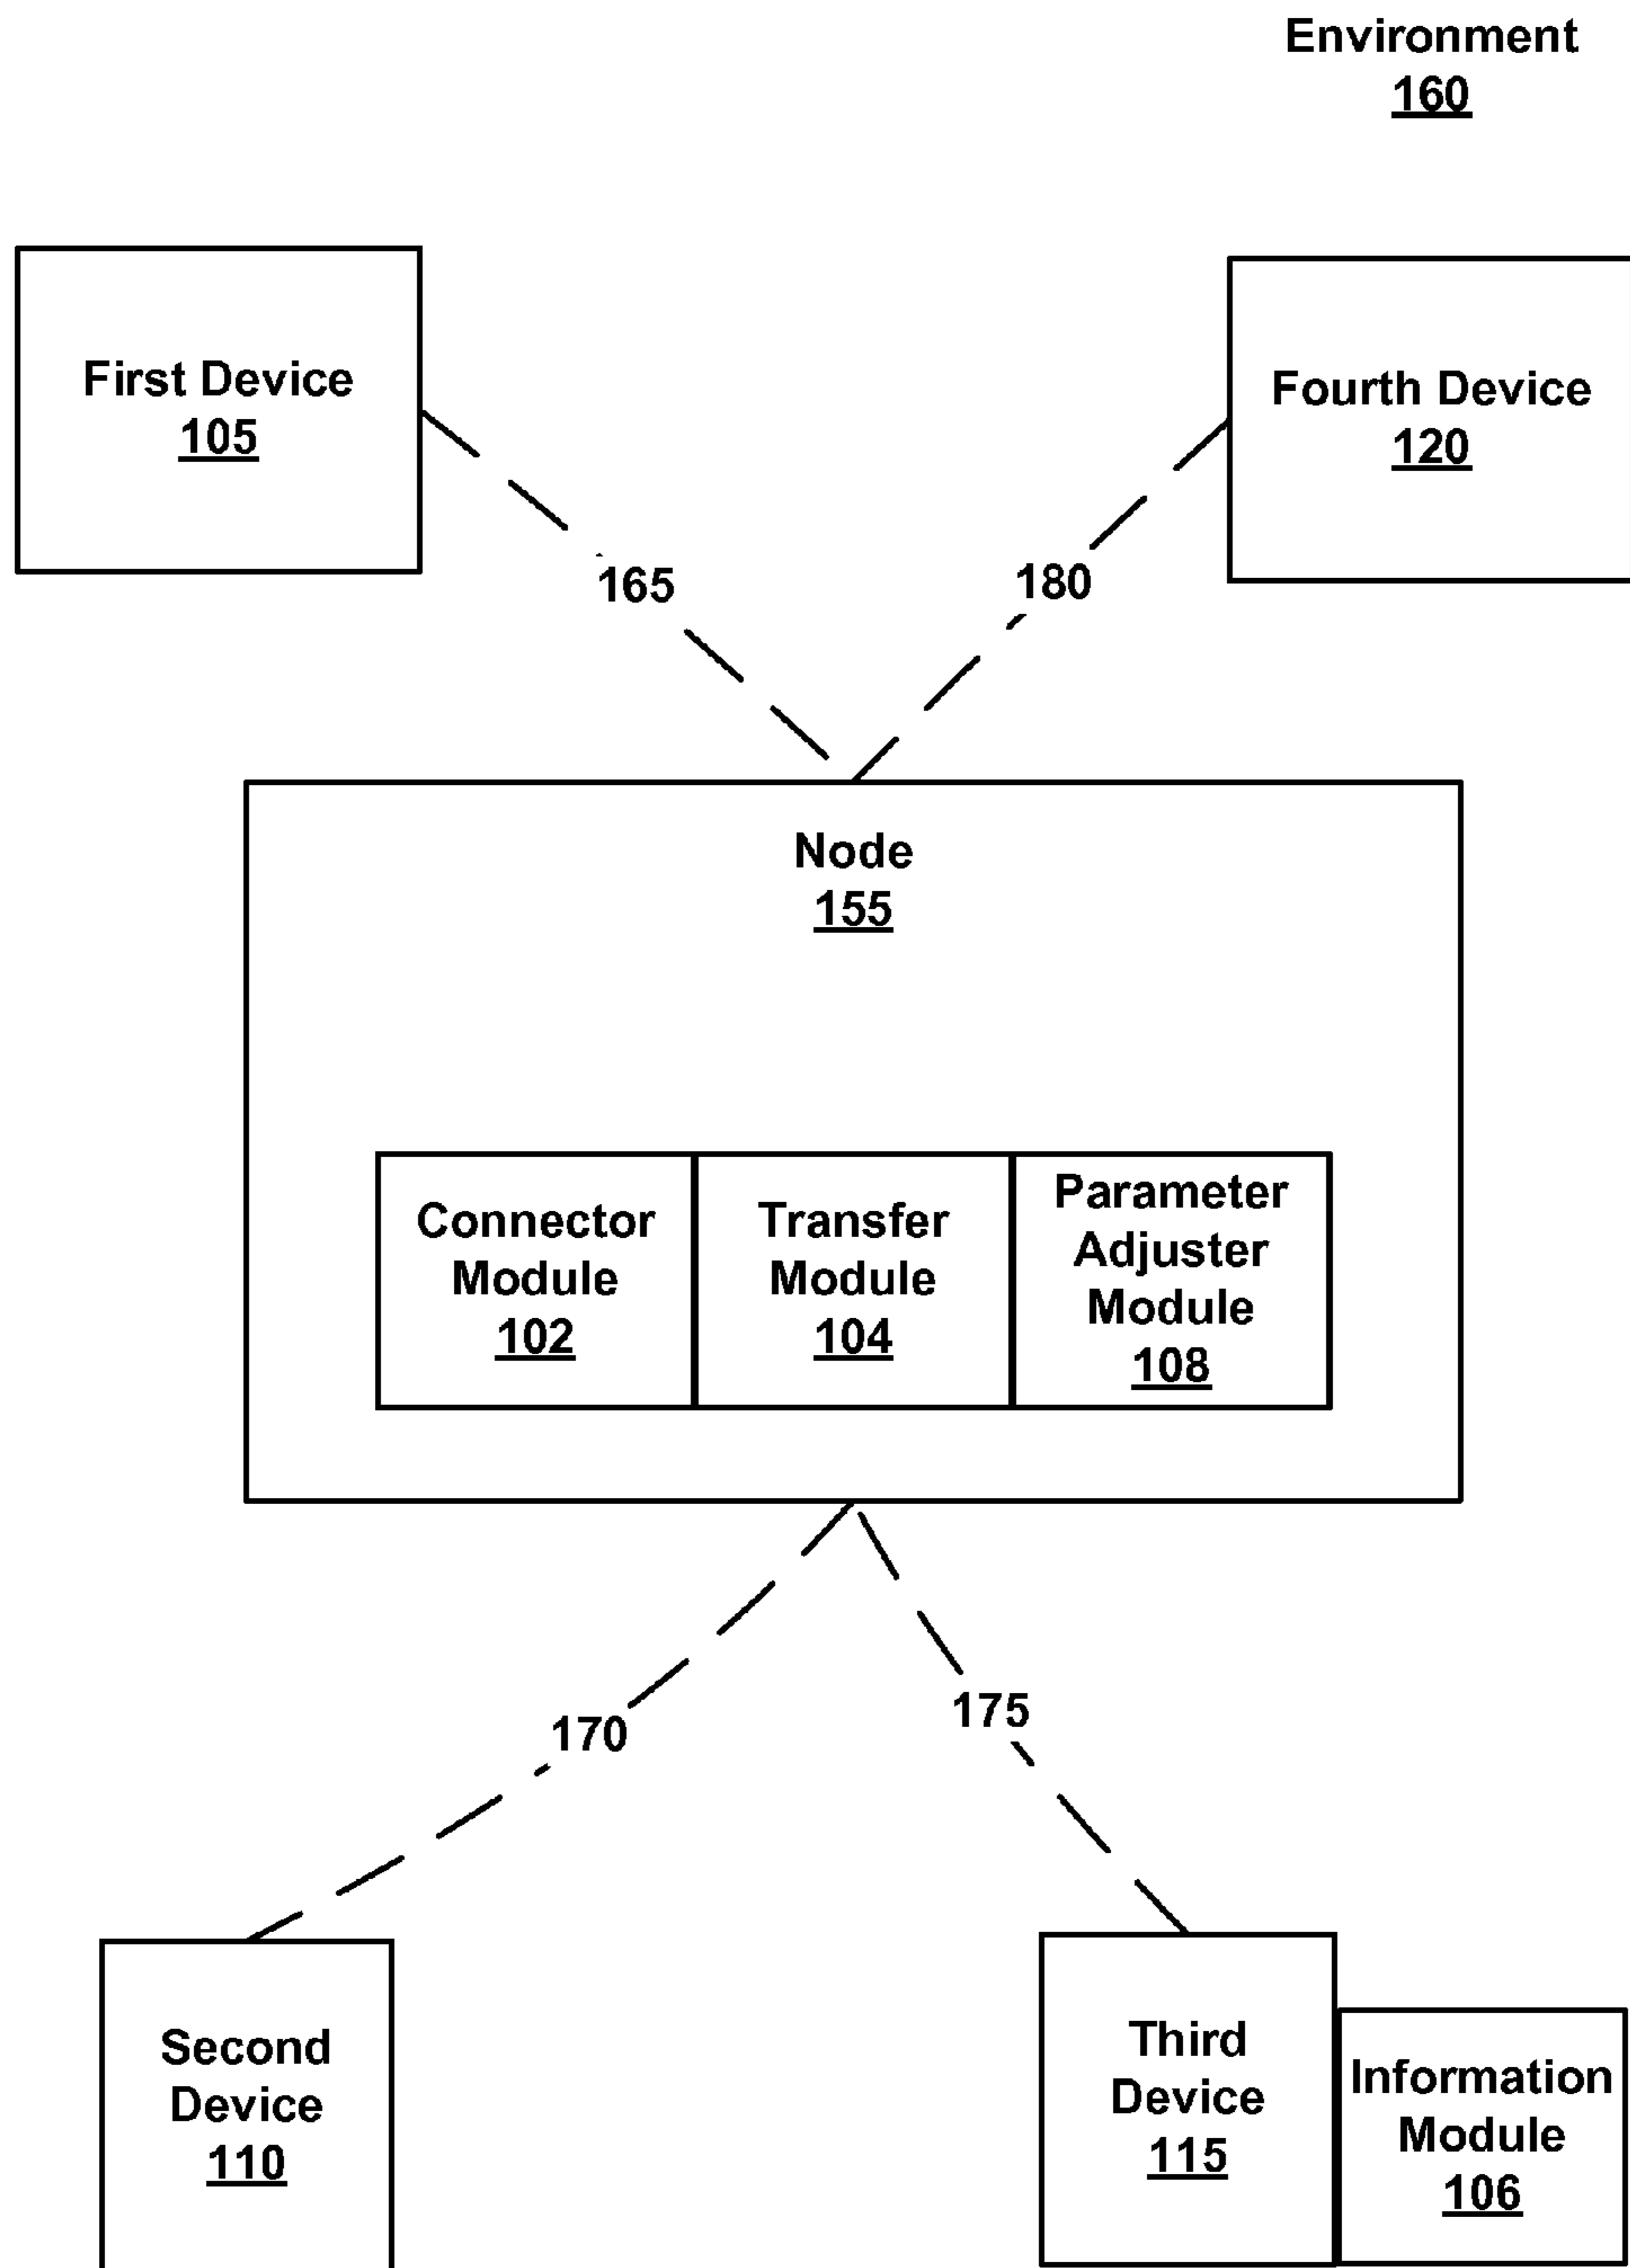 Environment
160
First Device
105
Fourth Device
120
165
180
Node
155
Connector
Module
102
Transfer
Module
104
Parameter
Adjuster
Module
108
170
175
Second
Device
110
Third
Device
115
Information
Module
106